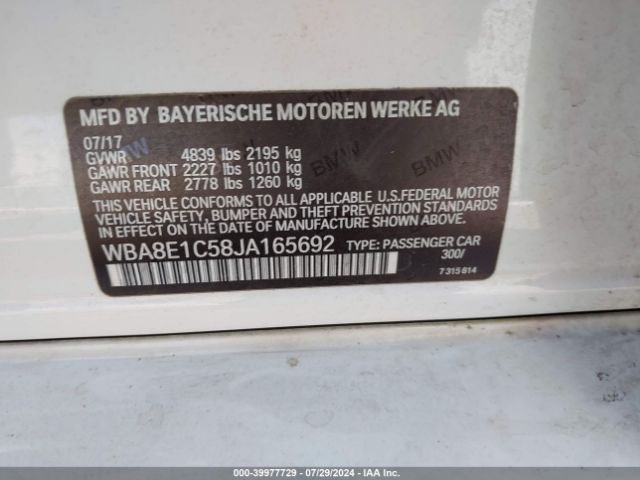 MFD BY BAYERISCHE MOTOREN WERKE AG
07/17
GVWR 4839 lbs 2195 kg
GAWR FRONT 2227 lbs 1010 kg
GAWR REAR 2778 lbs 1260 kg
THIS VEHICLE CONFORMS TO ALL APPLICABLE U.S.FEDERAL MOTOR
VEHICLE SAFETY, BUMPER AND THEFT PREVENTION STANDARDS
IN EFFECT ON THE DATE OF MANUFACTURE SHOWN ABOVE.
WBA8E1C58JA165692 TYPE: PASSENGER CAR
300/
7315814
BMW
BMW
BMW
000-39977729 - 07/29/2024 - IAAI.COM